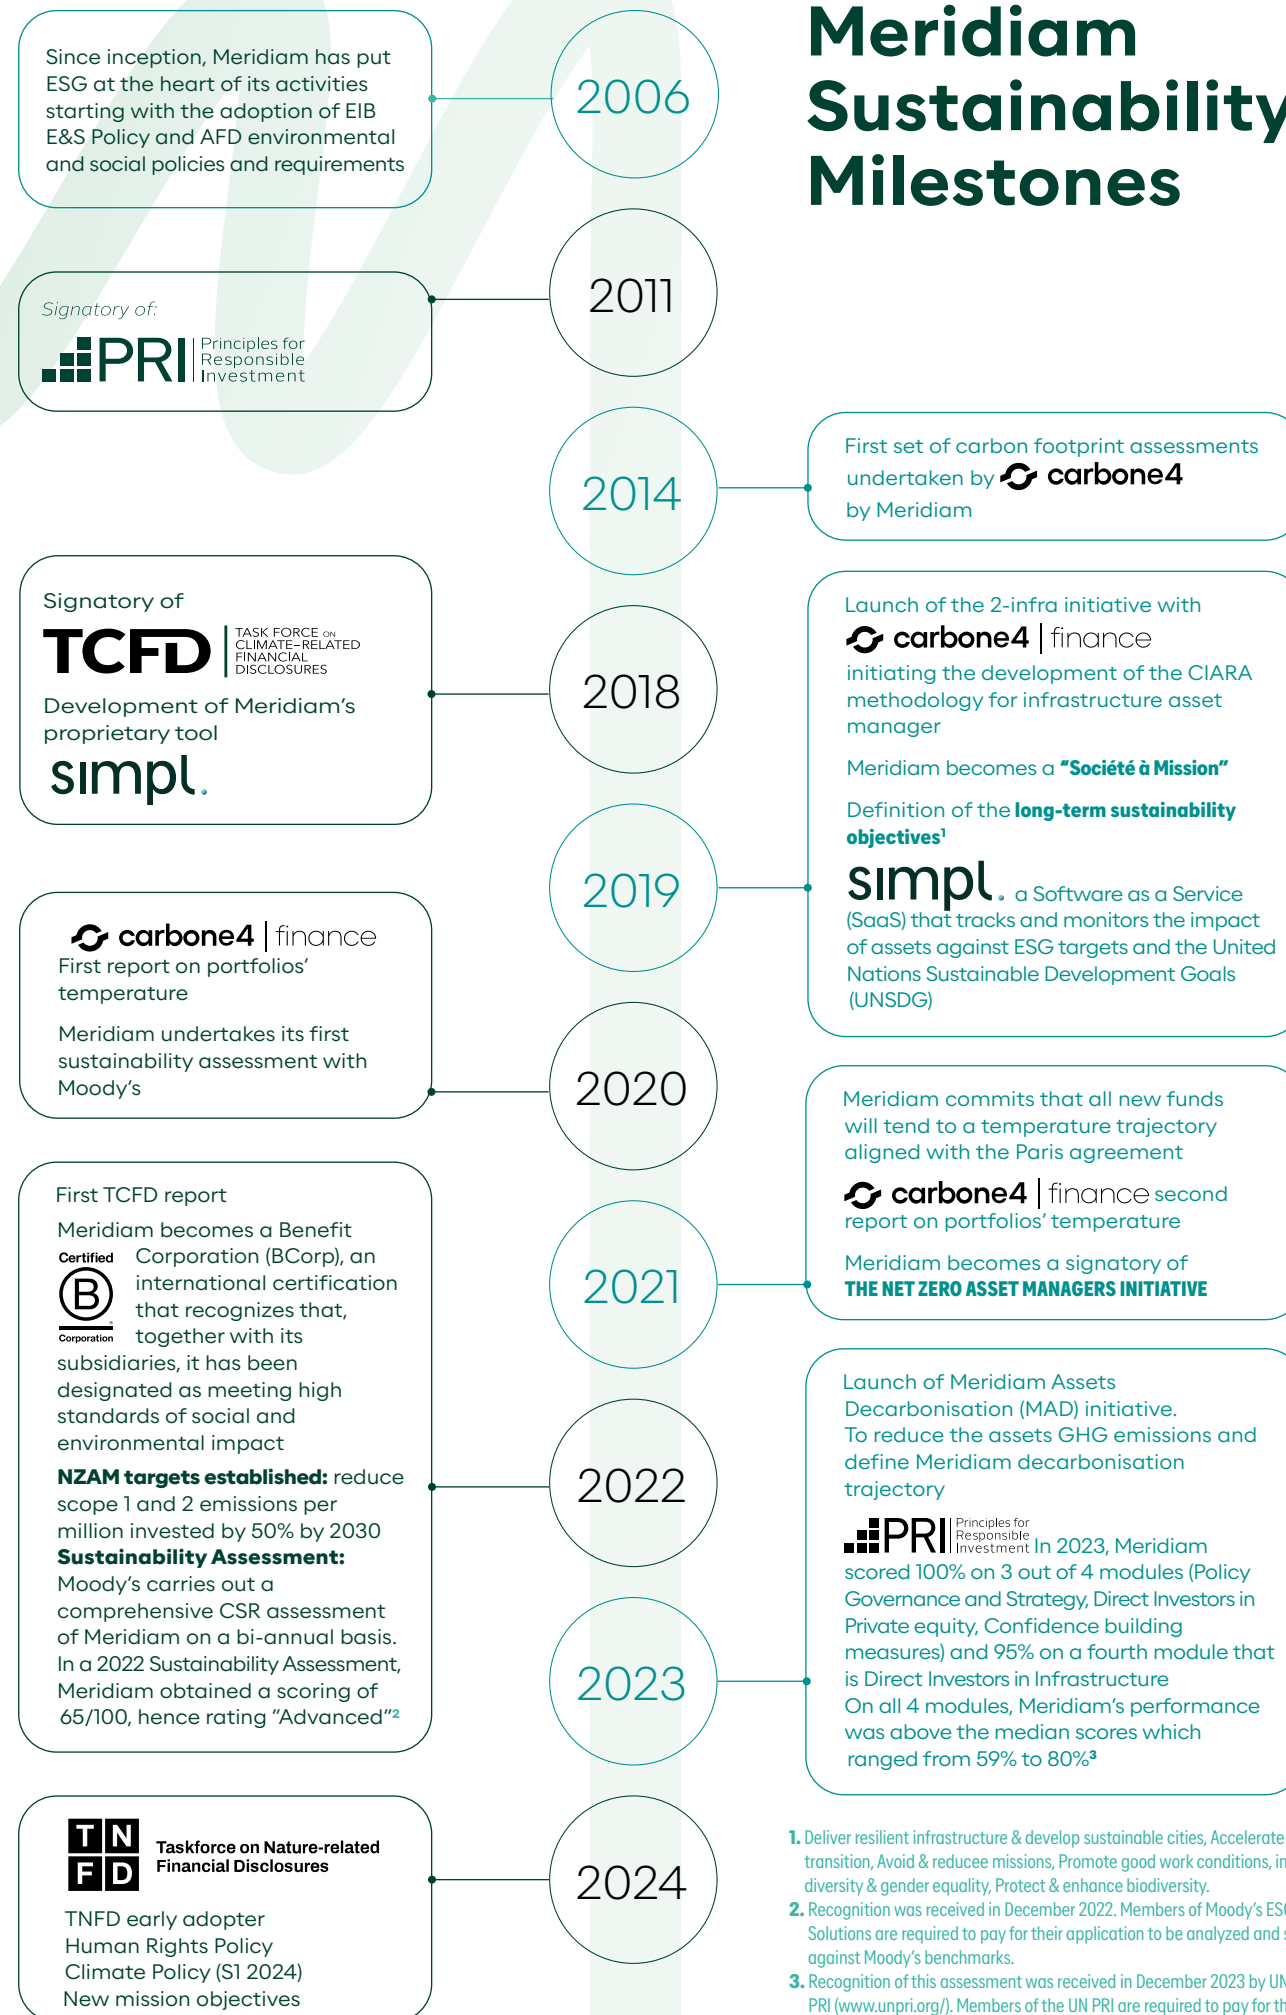 Meridiam
Sustainability
Milestones
2006
Since inception, Meridiam has put
ESG at the heart of its activities
starting with the adoption of EIB
E&S Policy and AFD environmental
and social policies and requirements
2011
Signatory of:
PRI Principles for
Responsible
Investment
2014
First set of carbon footprint assessments
undertaken by carbone4
by Meridiam
2018
Signatory of
TCFD TASK FORCE ON
CLIMATE-RELATED
FINANCIAL
DISCLOSURES
Development of Meridiam's
proprietary tool
sımpl.
2019
Launch of the 2-infra initiative with
carbone4 | finance
initiating the development of the CIARA
methodology for infrastructure asset
manager
Meridiam becomes a "Société à Mission"
Definition of the long-term sustainability
objectives¹
sımpl. a Software as a Service
(SaaS) that tracks and monitors the impact
of assets against ESG targets and the United
Nations Sustainable Development Goals
(UNSDG)
2020
carbone4 | finance
First report on portfolios'
temperature
Meridiam undertakes its first
sustainability assessment with
Moody's
2021
Meridiam commits that all new funds
will tend to a temperature trajectory
aligned with the Paris agreement
carbone4 | finance second
report on portfolios' temperature
Meridiam becomes a signatory of
THE NET ZERO ASSET MANAGERS INITIATIVE
2022
First TCFD report
Meridiam becomes a Benefit
Corporation (BCorp), an
international certification
that recognizes that,
together with its
Certified
B
®
Corporation
subsidiaries, it has been
designated as meeting high
standards of social and
environmental impact
NZAM targets established: reduce
scope 1 and 2 emissions per
million invested by 50% by 2030
Sustainability Assessment:
Moody's carries out a
comprehensive CSR assessment
of Meridiam on a bi-annual basis.
In a 2022 Sustainability Assessment,
Meridiam obtained a scoring of
65/100, hence rating "Advanced"²
2023
Launch of Meridiam Assets
Decarbonisation (MAD) initiative.
To reduce the assets GHG emissions and
define Meridiam decarbonisation
trajectory
PRI Principles for
Responsible
Investment In 2023, Meridiam
scored 100% on 3 out of 4 modules (Policy
Governance and Strategy, Direct Investors in
Private equity, Confidence building
measures) and 95% on a fourth module that
is Direct Investors in Infrastructure
On all 4 modules, Meridiam's performance
was above the median scores which
ranged from 59% to 80%³
2024
TN
FD
Taskforce on Nature-related
Financial Disclosures
TNFD early adopter
Human Rights Policy
Climate Policy (S1 2024)
New mission objectives
1. Deliver resilient infrastructure & develop sustainable cities, Accelerate
transition, Avoid & reducee missions, Promote good work conditions,
diversity & gender equality, Protect & enhance biodiversity.
2. Recognition was received in December 2022. Members of Moody's
Solutions are required to pay for their application to be analyzed and
against Moody's benchmarks.
3. Recognition of this assessment was received in December 2023 by
PRI (www.unpri.org/). Members of the UN PRI are required to pay for